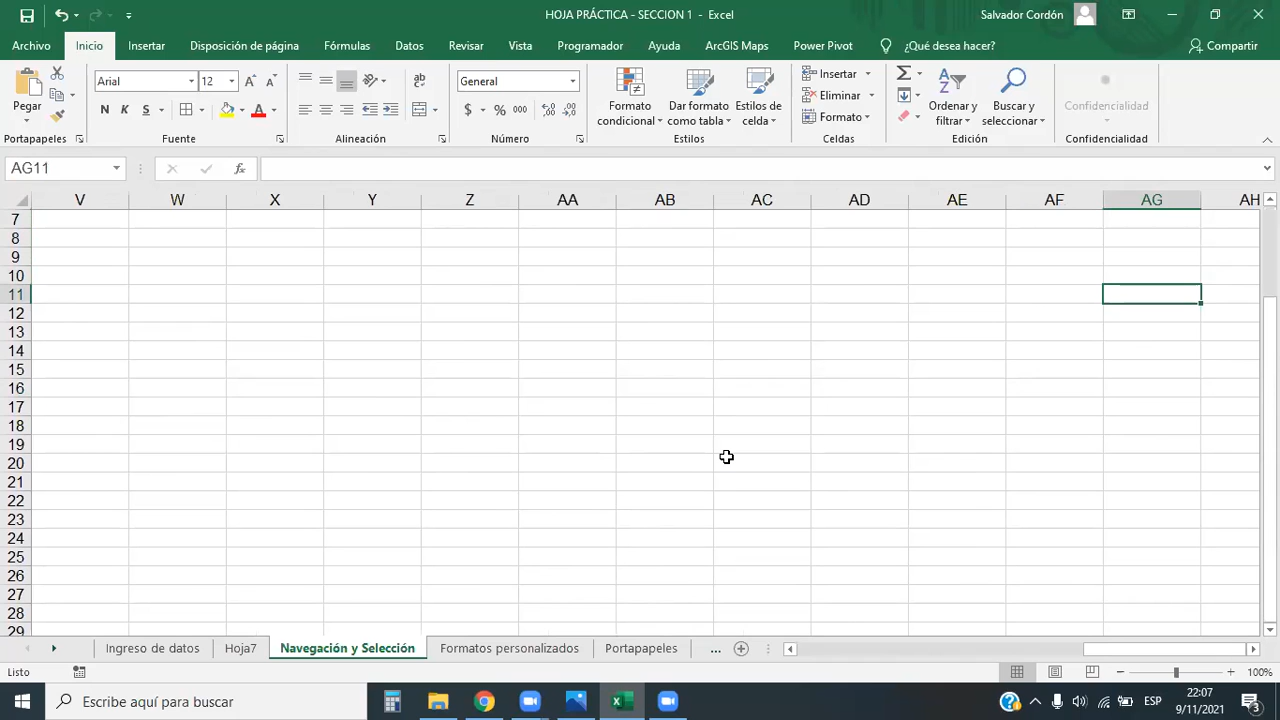 HOJA PRÁCTICA - SECCION 1 - Excel
Salvador Cordón
Archivo Inicio Insertar Disposición de página Fórmulas Datos Revisar Vista Programador Ayuda ArcGIS Maps Power Pivot ¿Qué desea hacer? Compartir
Pegar
Arial 12
N K S
A A
ab
General
$ % 000
Formato condicional
Dar formato como tabla
Estilos de celda
Insertar
Eliminar
Formato
Ordenar y filtrar
Buscar y seleccionar
Confidencialidad
Portapapeles Fuente Alineación Número Estilos Celdas Edición Confidencialidad
AG11 fx
V W X Y Z AA AB AC AD AE AF AG AH
7
8
9
10
11
12
13
14
15
16
17
18
19
20
21
22
23
24
25
26
27
28
29
Ingreso de datos Hoja7 Navegación y Selección Formatos personalizados Portapapeles ...
Listo 100%
Escribe aquí para buscar
ESP
22:07
9/11/2021
3